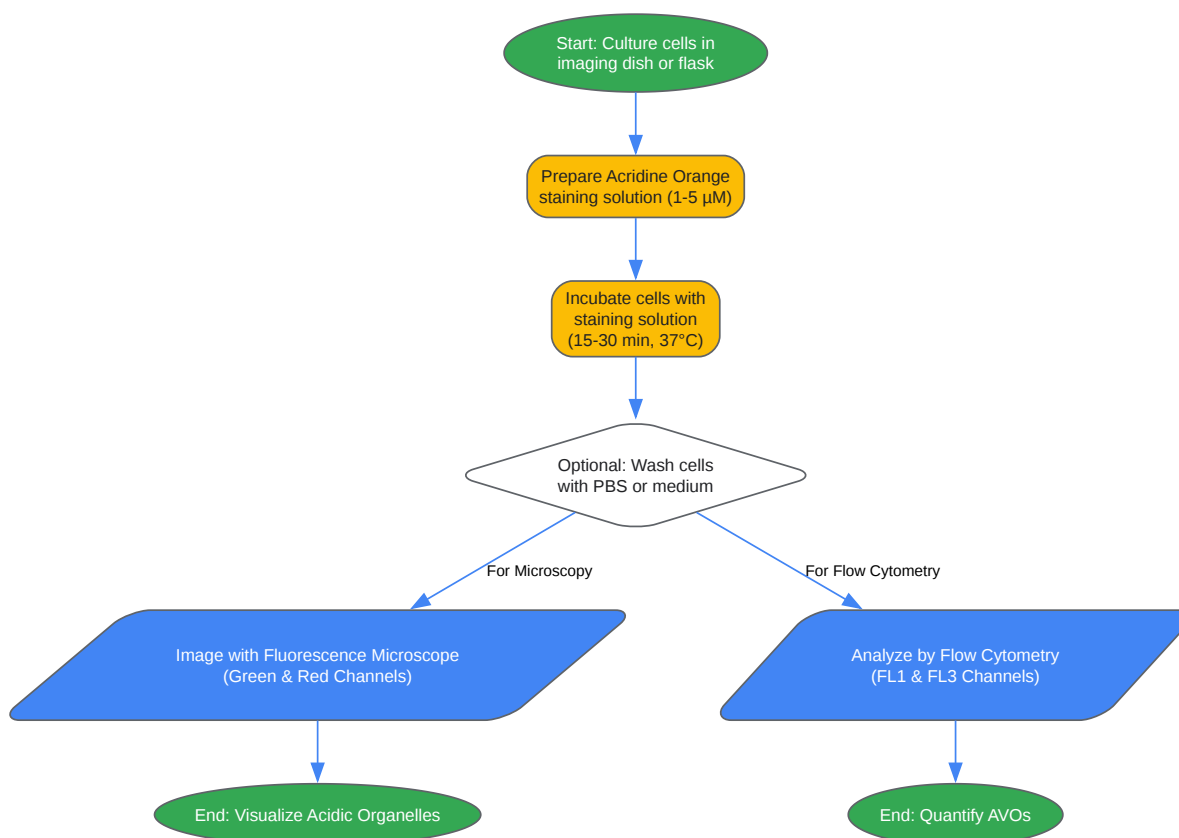 Start: Culture cells in
imaging dish or flask
Prepare Acridine Orange
staining solution (1-5 µM)
Incubate cells with
staining solution
(15-30 min, 37°C)
Optional: Wash cells
with PBS or medium
For Microscopy
For Flow Cytometry
Image with Fluorescence Microscope
(Green & Red Channels)
Analyze by Flow Cytometry
(FL1 & FL3 Channels)
End: Visualize Acidic Organelles
End: Quantify AVOs